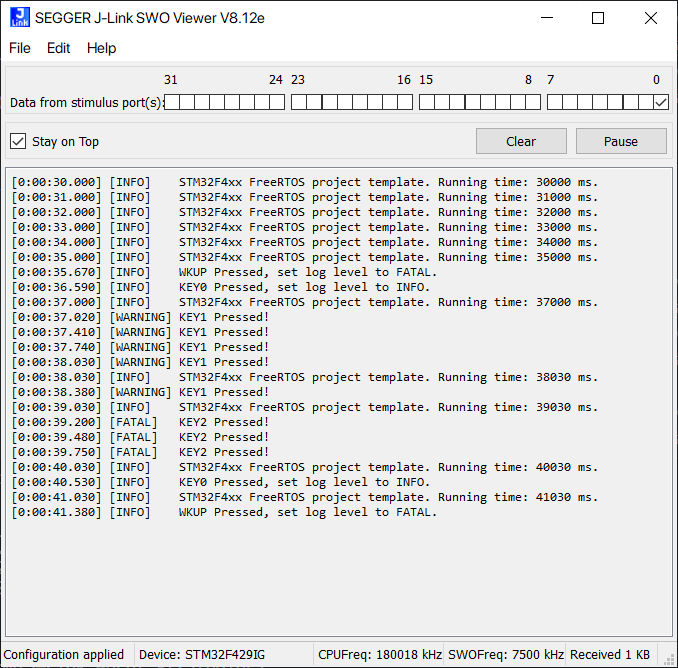 SEGGER J-Link SWO Viewer V8.12e
File Edit Help
31 24 23 16 15 8 7 0
Data from stimulus port(s):
Stay on Top Clear Pause
[0:00:30.000] [INFO] STM32F4xx FreeRTOS project template. Running time: 30000 ms.
[0:00:31.000] [INFO] STM32F4xx FreeRTOS project template. Running time: 31000 ms.
[0:00:32.000] [INFO] STM32F4xx FreeRTOS project template. Running time: 32000 ms.
[0:00:33.000] [INFO] STM32F4xx FreeRTOS project template. Running time: 33000 ms.
[0:00:34.000] [INFO] STM32F4xx FreeRTOS project template. Running time: 34000 ms.
[0:00:35.000] [INFO] STM32F4xx FreeRTOS project template. Running time: 35000 ms.
[0:00:35.670] [INFO] WKUP Pressed, set log level to FATAL.
[0:00:36.590] [INFO] KEY0 Pressed, set log level to INFO.
[0:00:37.000] [INFO] STM32F4xx FreeRTOS project template. Running time: 37000 ms.
[0:00:37.020] [WARNING] KEY1 Pressed!
[0:00:37.410] [WARNING] KEY1 Pressed!
[0:00:37.740] [WARNING] KEY1 Pressed!
[0:00:38.030] [WARNING] KEY1 Pressed!
[0:00:38.030] [INFO] STM32F4xx FreeRTOS project template. Running time: 38030 ms.
[0:00:38.380] [WARNING] KEY1 Pressed!
[0:00:39.030] [INFO] STM32F4xx FreeRTOS project template. Running time: 39030 ms.
[0:00:39.200] [FATAL] KEY2 Pressed!
[0:00:39.480] [FATAL] KEY2 Pressed!
[0:00:39.750] [FATAL] KEY2 Pressed!
[0:00:40.030] [INFO] STM32F4xx FreeRTOS project template. Running time: 40030 ms.
[0:00:40.530] [INFO] KEY0 Pressed, set log level to INFO.
[0:00:41.030] [INFO] STM32F4xx FreeRTOS project template. Running time: 41030 ms.
[0:00:41.380] [INFO] WKUP Pressed, set log level to FATAL.
Configuration applied Device: STM32F429IG CPUFreq: 180018 kHz SWOFreq: 7500 kHz Received 1 KB